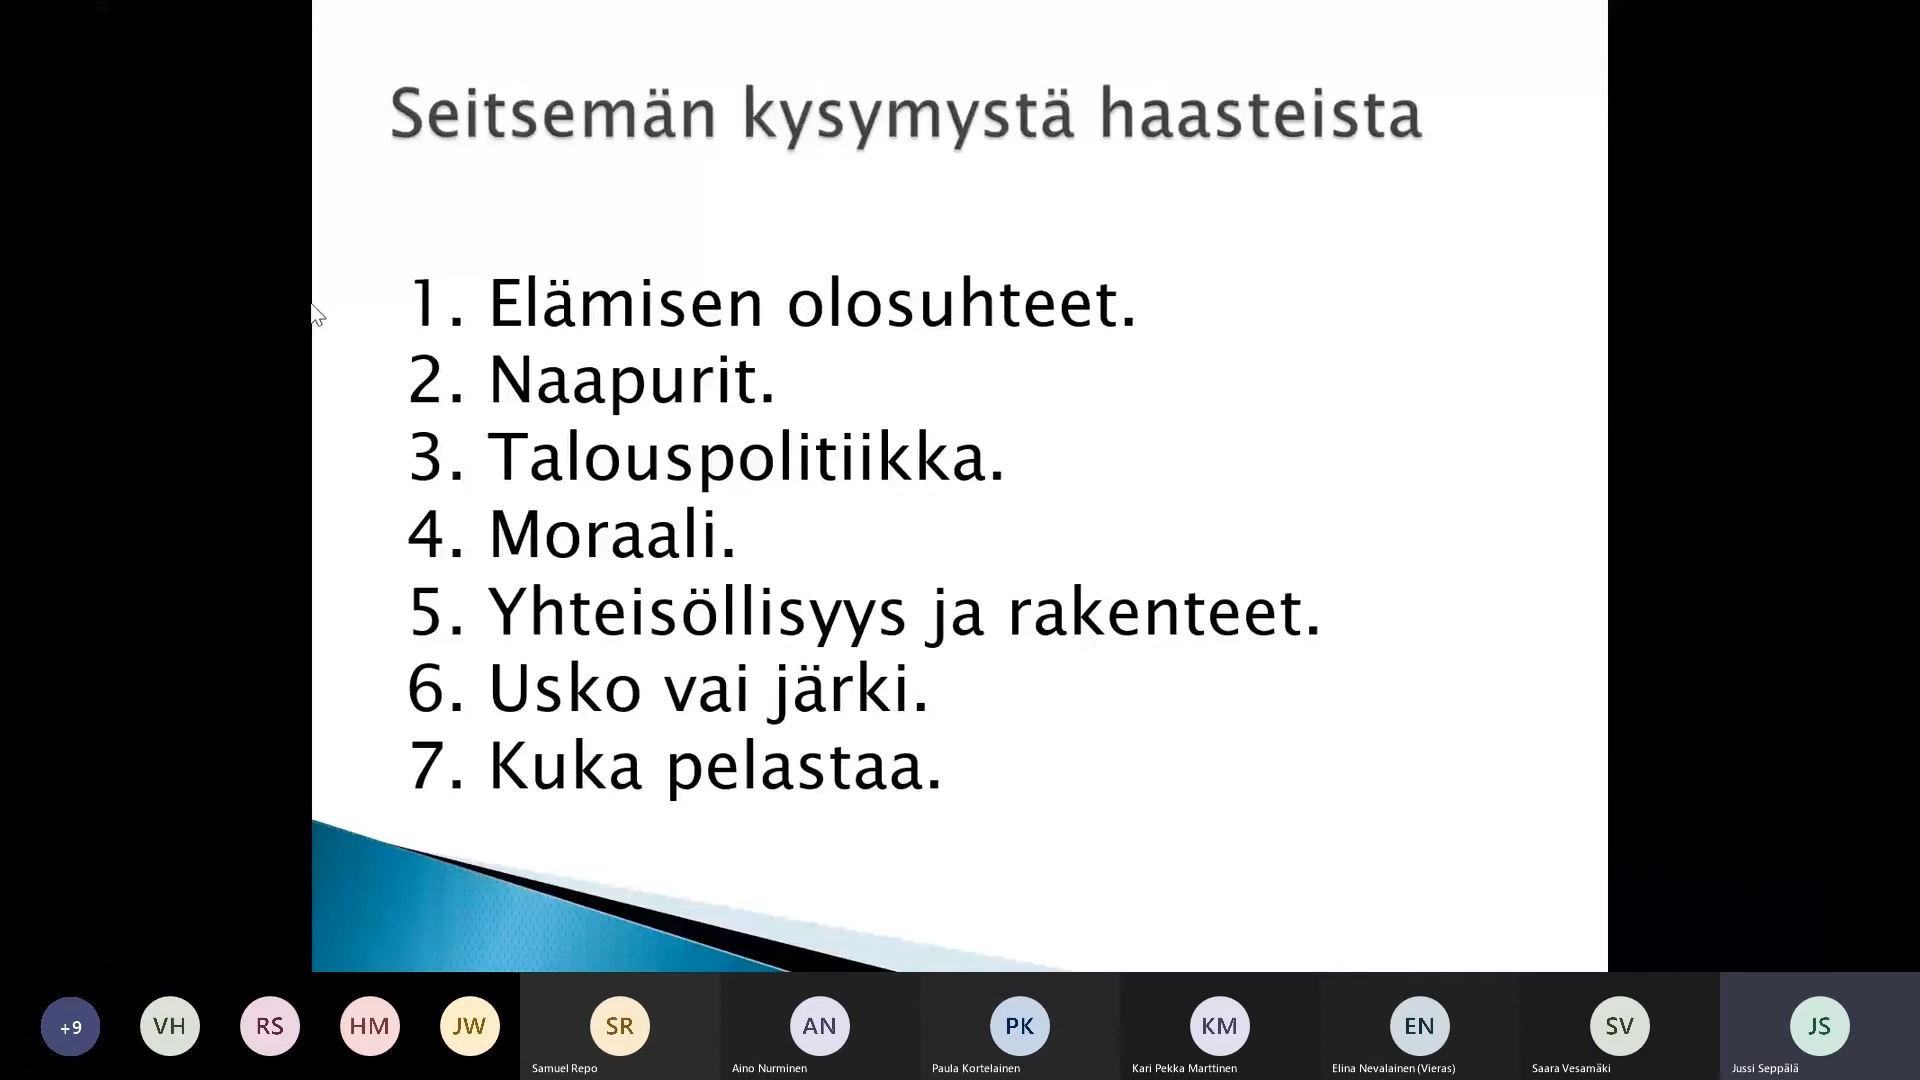 Seitsemän kysymystä haasteista
1. Elämisen olosuhteet.
2. Naapurit.
3. Talouspolitiikka.
4. Moraali.
5. Yhteisöllisyys ja rakenteet.
6. Usko vai järki.
7. Kuka pelastaa.
+9 VH RS HM JW SR AN PK KM EN SV JS
Samuel Repo Aino Nurminen Paula Kortelainen Kari Pekka Marttinen Elina Nevalainen (Vieras) Saara Vesamäki Jussi Seppälä